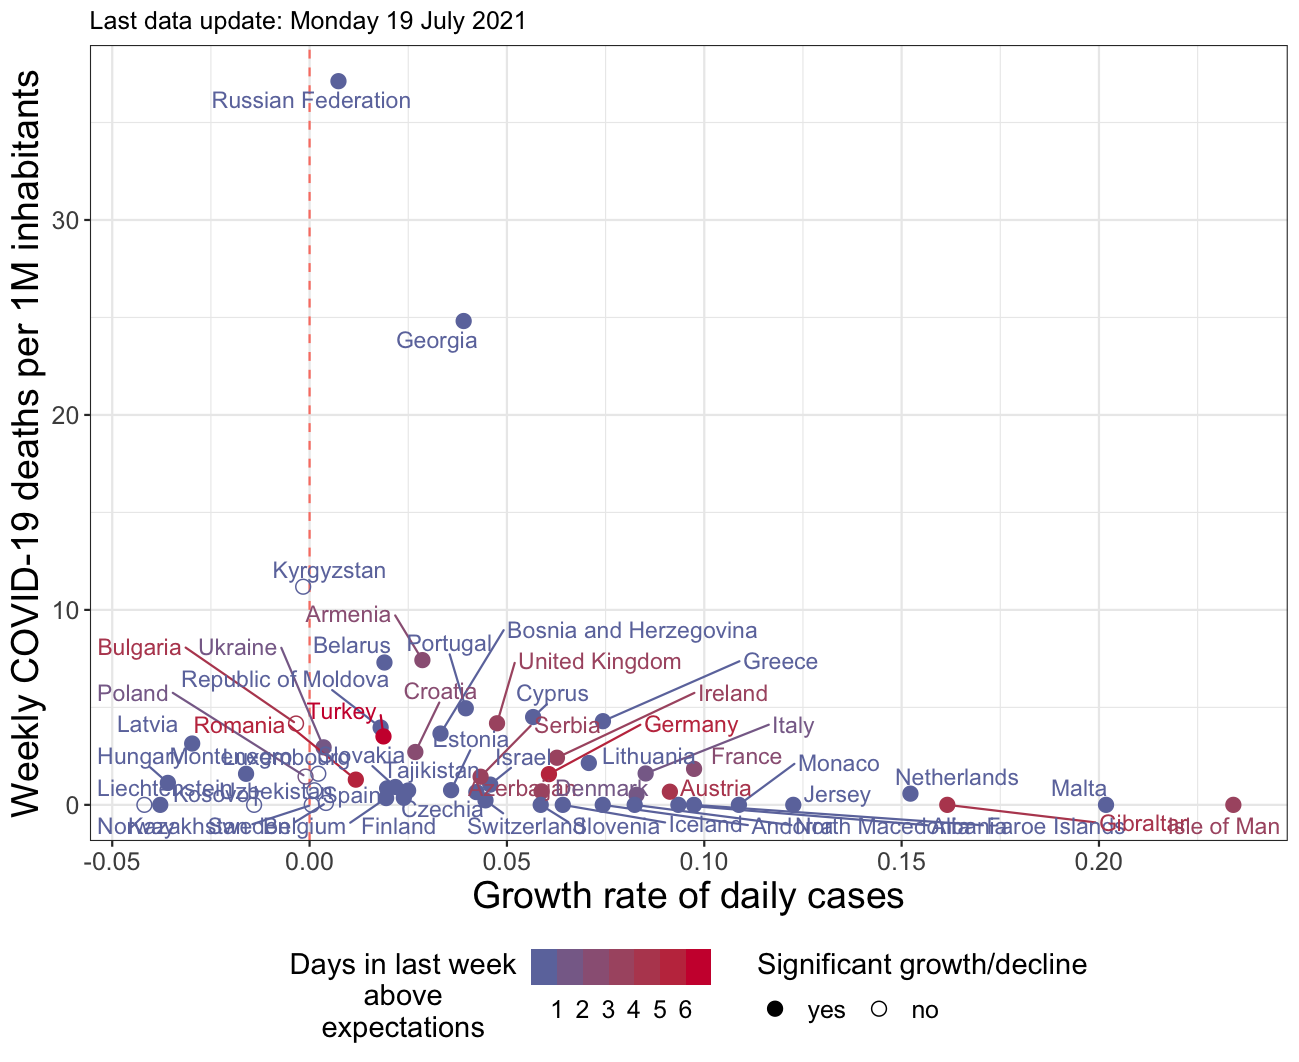 Last data update: Monday 19 July 2021
Weekly COVID-19 deaths per 1M inhabitants
30
20
10
0
Russian Federation
Georgia
Kyrgyzstan
Armenia
Bosnia and Herzegovina
Bulgaria
Ukraine
Belarus
Portugal
United Kingdom
Greece
Republic of Moldova
Poland
Croatia
Cyprus
Ireland
Latvia
Romania
Turkey
Serbia
Germany
Italy
Estonia
Hungary
Montenegro
Luxembourg
Slovakia
Israel
Lithuania
France
Tajikistan
Monaco
Netherlands
Liechtenstein
Kosovo
Uzbekistan
Spain
Azerbaijan
Denmark
Austria
Jersey
Malta
Czechia
Norway
Kazakhstan
Sweden
Belgium
Finland
Switzerland
Slovenia
Iceland
Andorra
North Macedonia
Albania
Faroe Islands
Gibraltar
Isle of Man
-0.05
0.00
0.05
0.10
0.15
0.20
Growth rate of daily cases
Days in last week
above
expectations
1 2 3 4 5 6
Significant growth/decline
yes
no